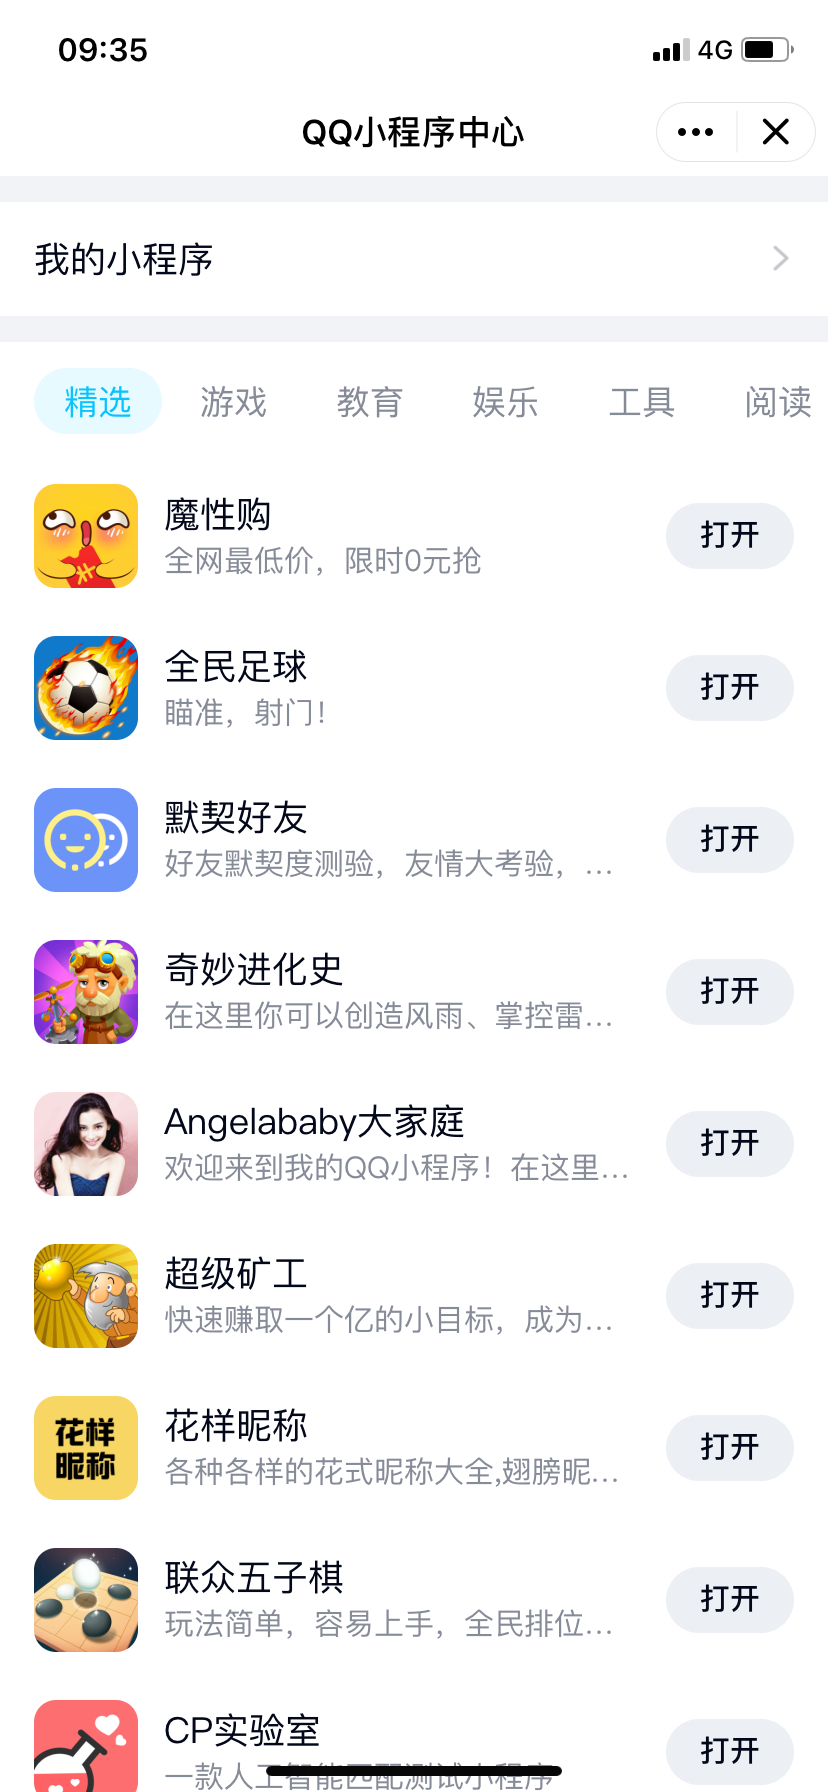 09:35
4G
QQ小程序中心
我的小程序
精选 游戏 教育 娱乐 工具 阅读
魔性购
全网最低价，限时0元抢
打开
全民足球
瞄准，射门！
打开
默契好友
好友默契度测验，友情大考验，...
打开
奇妙进化史
在这里你可以创造风雨、掌控雷...
打开
Angelababy大家庭
欢迎来到我的QQ小程序！在这里...
打开
超级矿工
快速赚取一个亿的小目标，成为...
打开
花样
昵称
花样昵称
各种各样的花式昵称大全,翅膀昵...
打开
联众五子棋
玩法简单，容易上手，全民排位...
打开
CP实验室
一款人工智能匹配测试小程序
打开